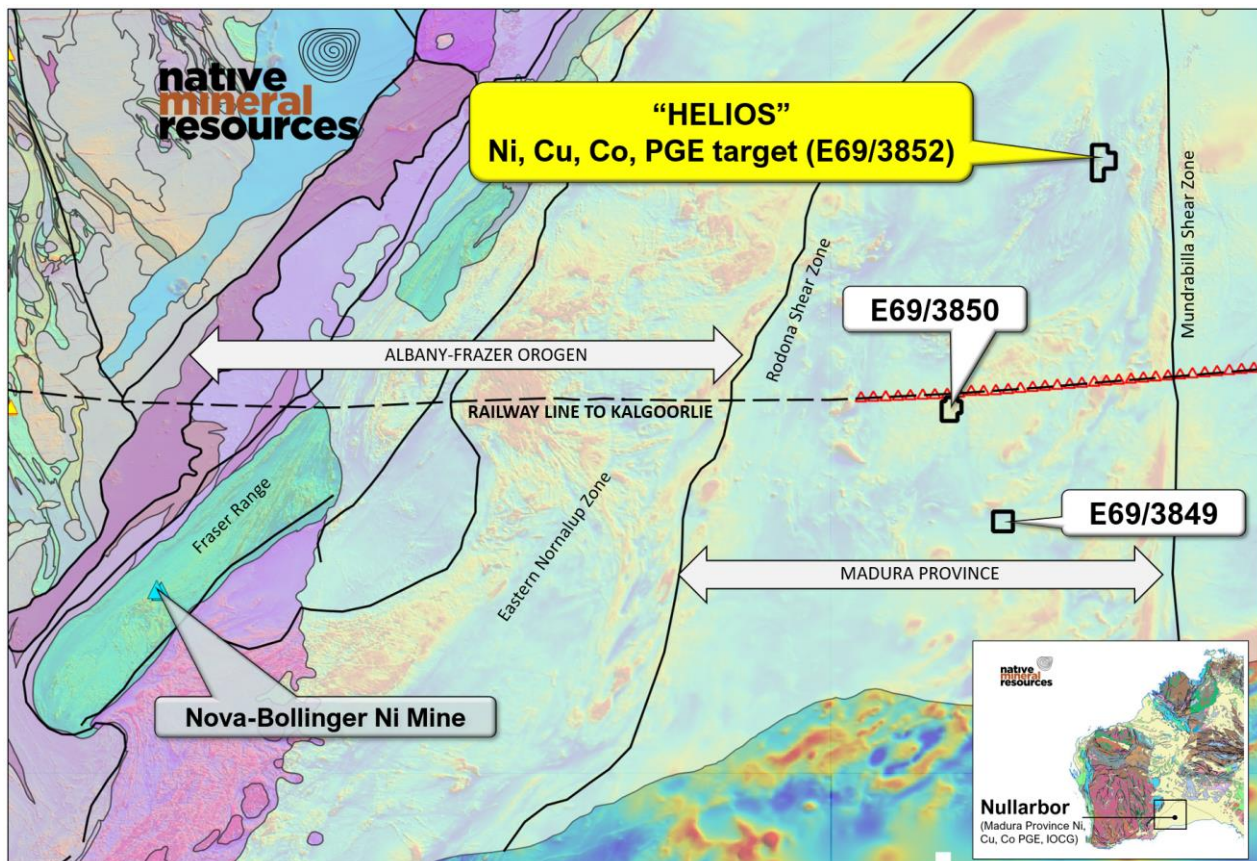 native
mineral
resources
“HELIOS”
Ni, Cu, Co, PGE target (E69/3852)
Mundrabilla Shear Zone
Rodona Shear Zone
E69/3850
ALBANY-FRAZER OROGEN
RAILWAY LINE TO KALGOORLIE
Fraser Range
E69/3849
Eastern Nornalup Zone
MADURA PROVINCE
Nova-Bollinger Ni Mine
native
mineral
resources
Nullarbor
(Madura Province Ni,
Cu, Co PGE, IOCG)